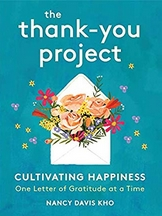 the
thank-you
project
CULTIVATING HAPPINESS
One Letter of Gratitude at a Time
NANCY DAVIS KHO